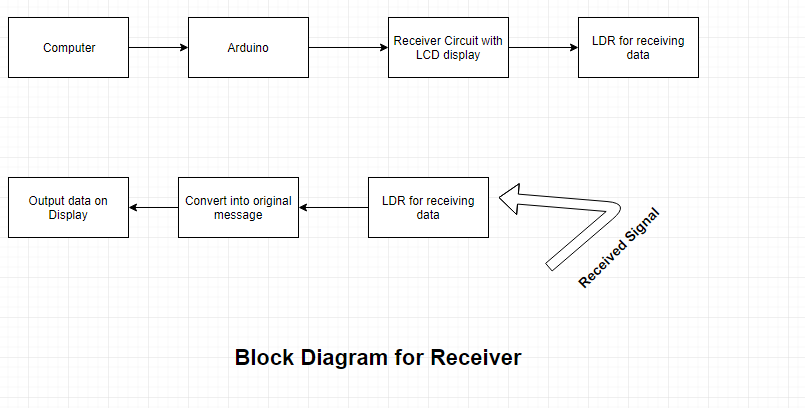 Computer
Arduino
Receiver Circuit with
LCD display
LDR for receiving
data
Output data on
Display
Convert into original
message
LDR for receiving
data
Received Signal
Block Diagram for Receiver